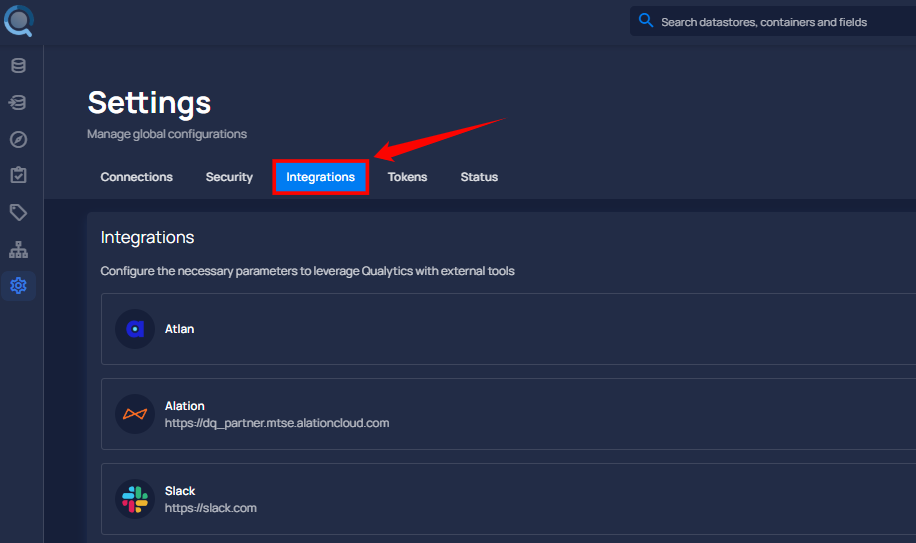 Search datastores, containers and fields
Settings
Manage global configurations
Connections Security Integrations Tokens Status
Integrations
Configure the necessary parameters to leverage Qualytics with external tools
Atlan
Alation
https://dq_partner.mtse.alationcloud.com
Slack
https://slack.com